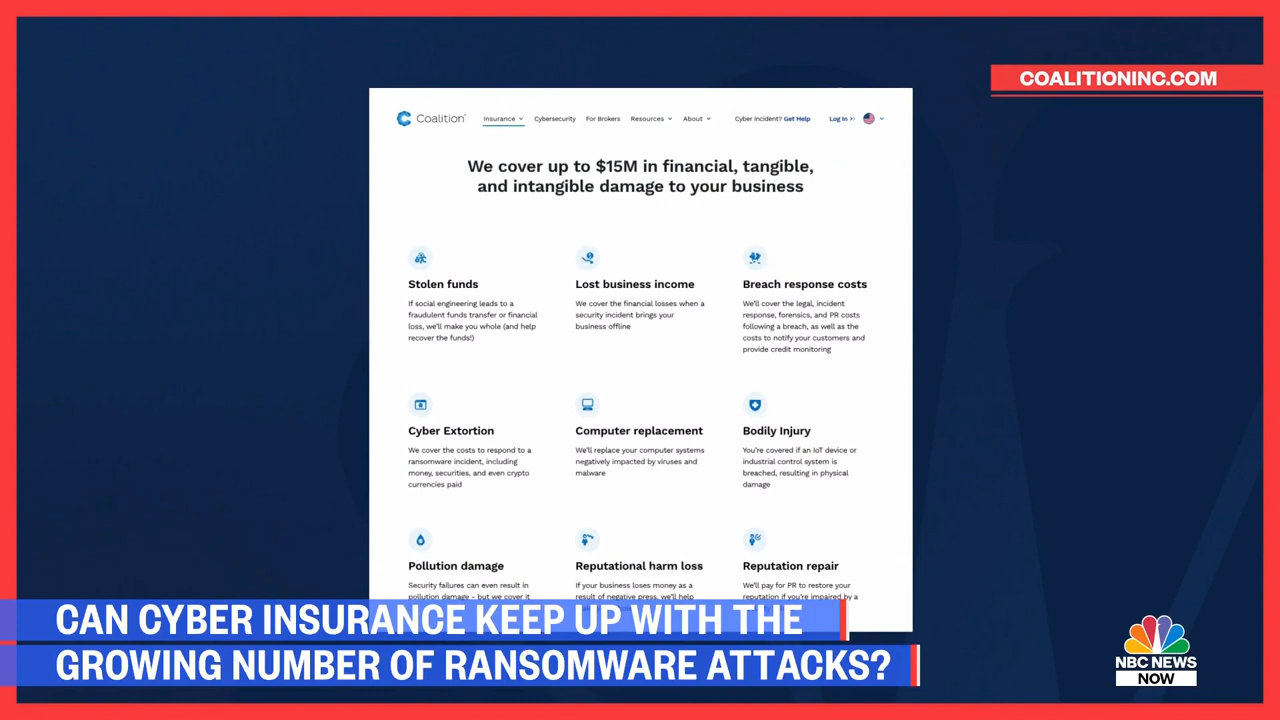 COALITIONINC.COM
Coalition
Insurance Cybersecurity For Brokers Resources About Cyber incident? Get Help Log In
We cover up to $15M in financial, tangible,
and intangible damage to your business
Stolen funds
If social engineering leads to a
fraudulent funds transfer or financial
loss, we'll make you whole (and help
recover the funds!)
Lost business income
We cover the financial losses when a
security incident brings your
business offline
Breach response costs
We'll cover the legal, incident
response, forensics, and PR costs
following a breach, as well as the
costs to notify your customers and
provide credit monitoring
Cyber Extortion
We cover the costs to respond to a
ransomware incident, including
money, securities, and even crypto
currencies paid
Computer replacement
We'll replace your computer systems
negatively impacted by viruses and
malware
Bodily Injury
You're covered if an IoT device or
industrial control system is
breached, resulting in physical
damage
Pollution damage
Security failures can even result in
pollution damage - but we cover it
Reputational harm loss
If your business loses money as a
result of negative press, we'll help
Reputation repair
We'll pay for PR to restore your
reputation if you're impaired by a
CAN CYBER INSURANCE KEEP UP WITH THE
GROWING NUMBER OF RANSOMWARE ATTACKS?
NBC NEWS
NOW